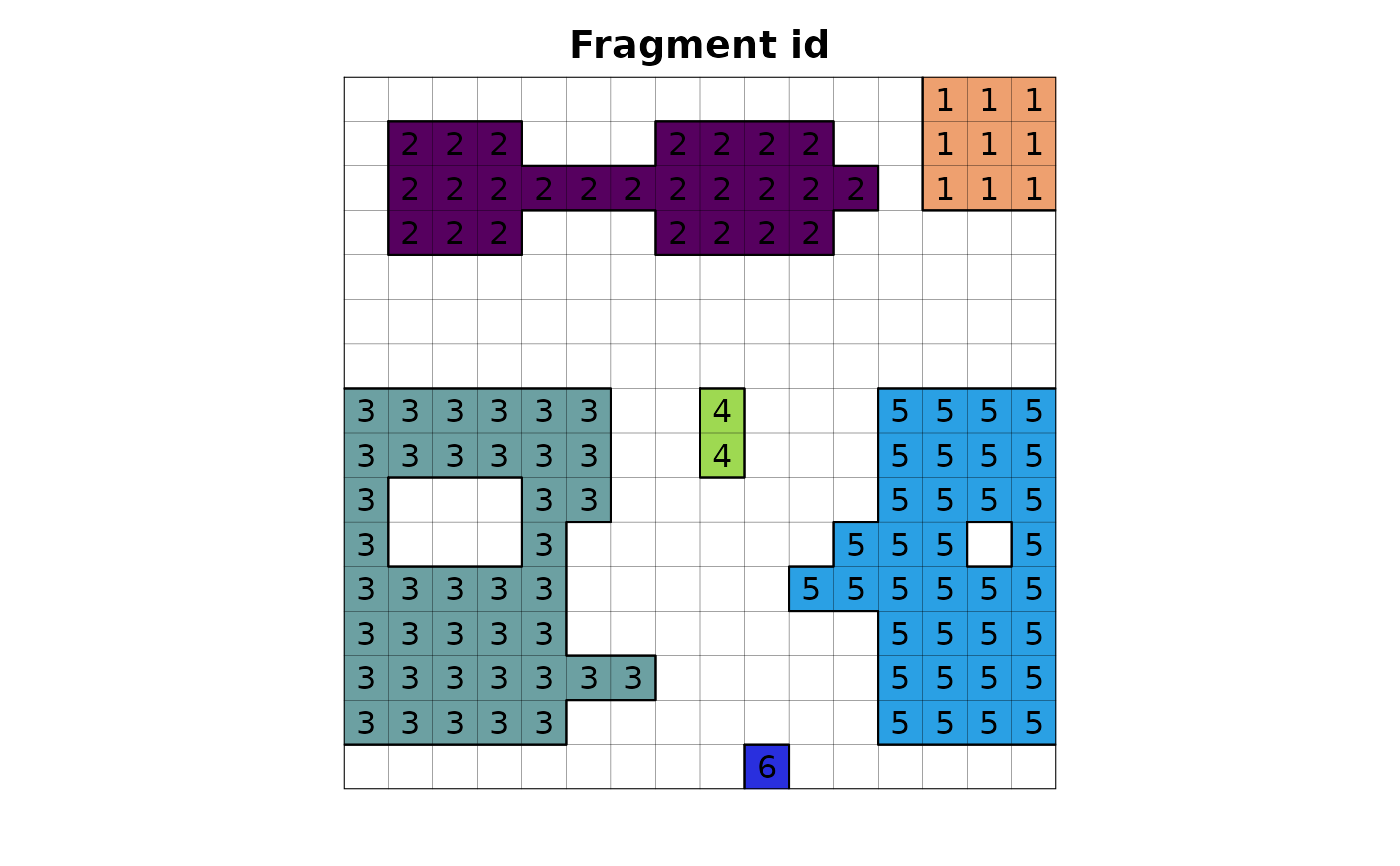 Fragment id
1 1 1
2 2 2 2 2 2 2 1 1 1
2 2 2 2 2 2 2 2 2 2 2 1 1 1
2 2 2 2 2 2 2
3 3 3 3 3 3 4 5 5 5 5
3 3 3 3 3 3 4 5 5 5 5
3 3 3 5 5 5 5
3 3 5 5 5 5
3 3 3 3 3 5 5 5 5 5 5
3 3 3 3 3 5 5 5 5
3 3 3 3 3 3 3 5 5 5 5
3 3 3 3 3 5 5 5 5
6